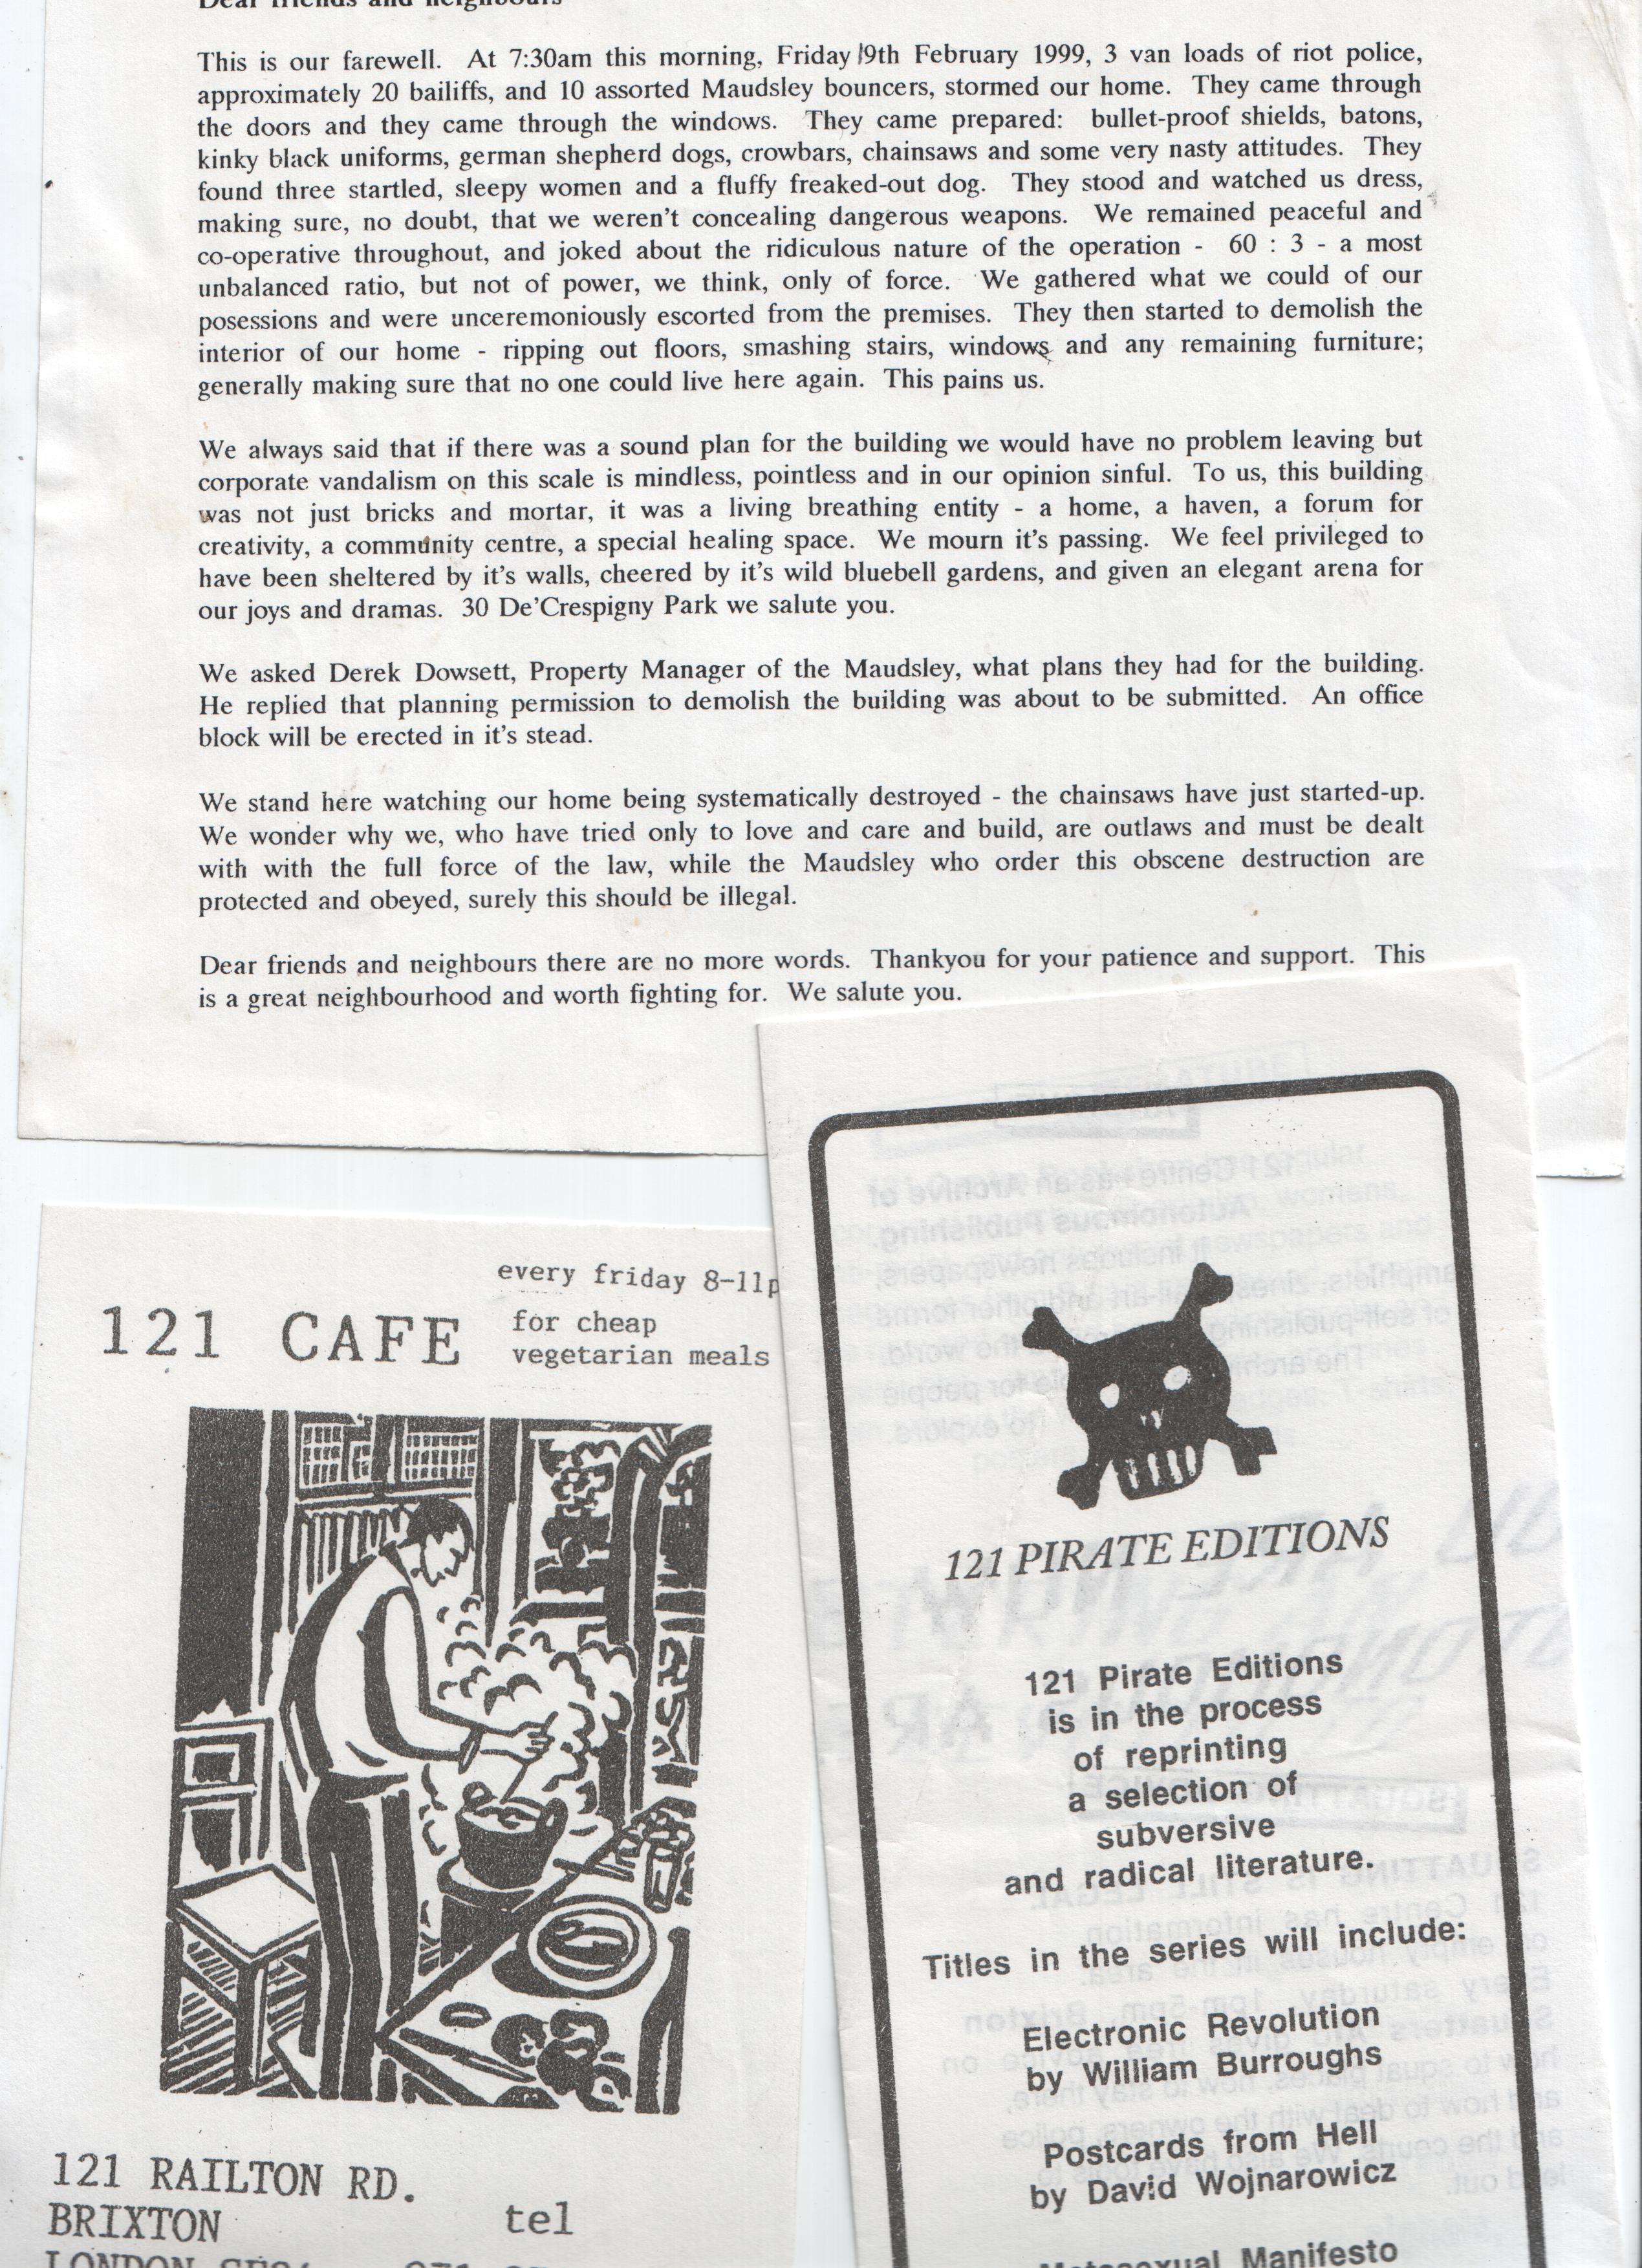 Dear friends and neighbours
This is our farewell. At 7:30am this morning, Friday 19th February 1999, 3 van loads of riot police,
approximately 20 bailiffs, and 10 assorted Maudsley bouncers, stormed our home. They came through
the doors and they came through the windows. They came prepared: bullet-proof shields, batons,
kinky black uniforms, german shepherd dogs, crowbars, chainsaws and some very nasty attitudes. They
found three startled, sleepy women and a fluffy freaked-out dog. They stood and watched us dress,
making sure, no doubt, that we weren't concealing dangerous weapons. We remained peaceful and
co-operative throughout, and joked about the ridiculous nature of the operation - 60 : 3 - a most
unbalanced ratio, but not of power, we think, only of force. We gathered what we could of our
posessions and were unceremoniously escorted from the premises. They then started to demolish the
interior of our home - ripping out floors, smashing stairs, windows and any remaining furniture;
generally making sure that no one could live here again. This pains us.
We always said that if there was a sound plan for the building we would have no problem leaving but
corporate vandalism on this scale is mindless, pointless and in our opinion sinful. To us, this building
was not just bricks and mortar, it was a living breathing entity - a home, a haven, a forum for
creativity, a community centre, a special healing space. We mourn it's passing. We feel privileged to
have been sheltered by it's walls, cheered by it's wild bluebell gardens, and given an elegant arena for
our joys and dramas. 30 De'Crespigny Park we salute you.
We asked Derek Dowsett, Property Manager of the Maudsley, what plans they had for the building.
He replied that planning permission to demolish the building was about to be submitted. An office
block will be erected in it's stead.
We stand here watching our home being systematically destroyed - the chainsaws have just started-up.
We wonder why we, who have tried only to love and care and build, are outlaws and must be dealt
with with the full force of the law, while the Maudsley who order this obscene destruction are
protected and obeyed, surely this should be illegal.
Dear friends and neighbours there are no more words. Thankyou for your patience and support. This
is a great neighbourhood and worth fighting for. We salute you.
every friday 8-11p
121 CAFE
for cheap
vegetarian meals
121 RAILTON RD.
BRIXTON
tel
LONDON
121 PIRATE EDITIONS
121 Pirate Editions
is in the process
of reprinting
a selection of
subversive
and radical literature.
Titles in the series will include:
Electronic Revolution
by William Burroughs
Postcards from Hell
by David Wojnarowicz
Manifesto